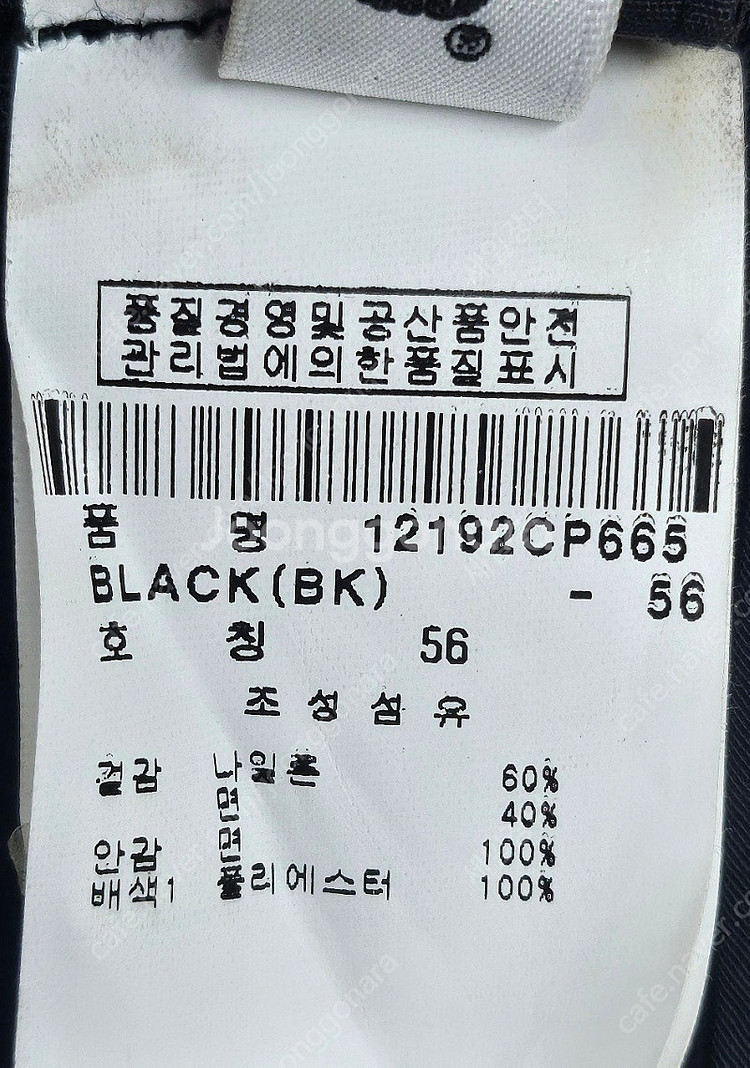 품질경영및공산품안전
관리법에의한품질표시
품 명 12192CP665
BLACK(BK) - 56
호 칭 56
조성섬유
겉감 나일론 60%
면 40%
안감 면 100%
배색1 폴리에스터 100%